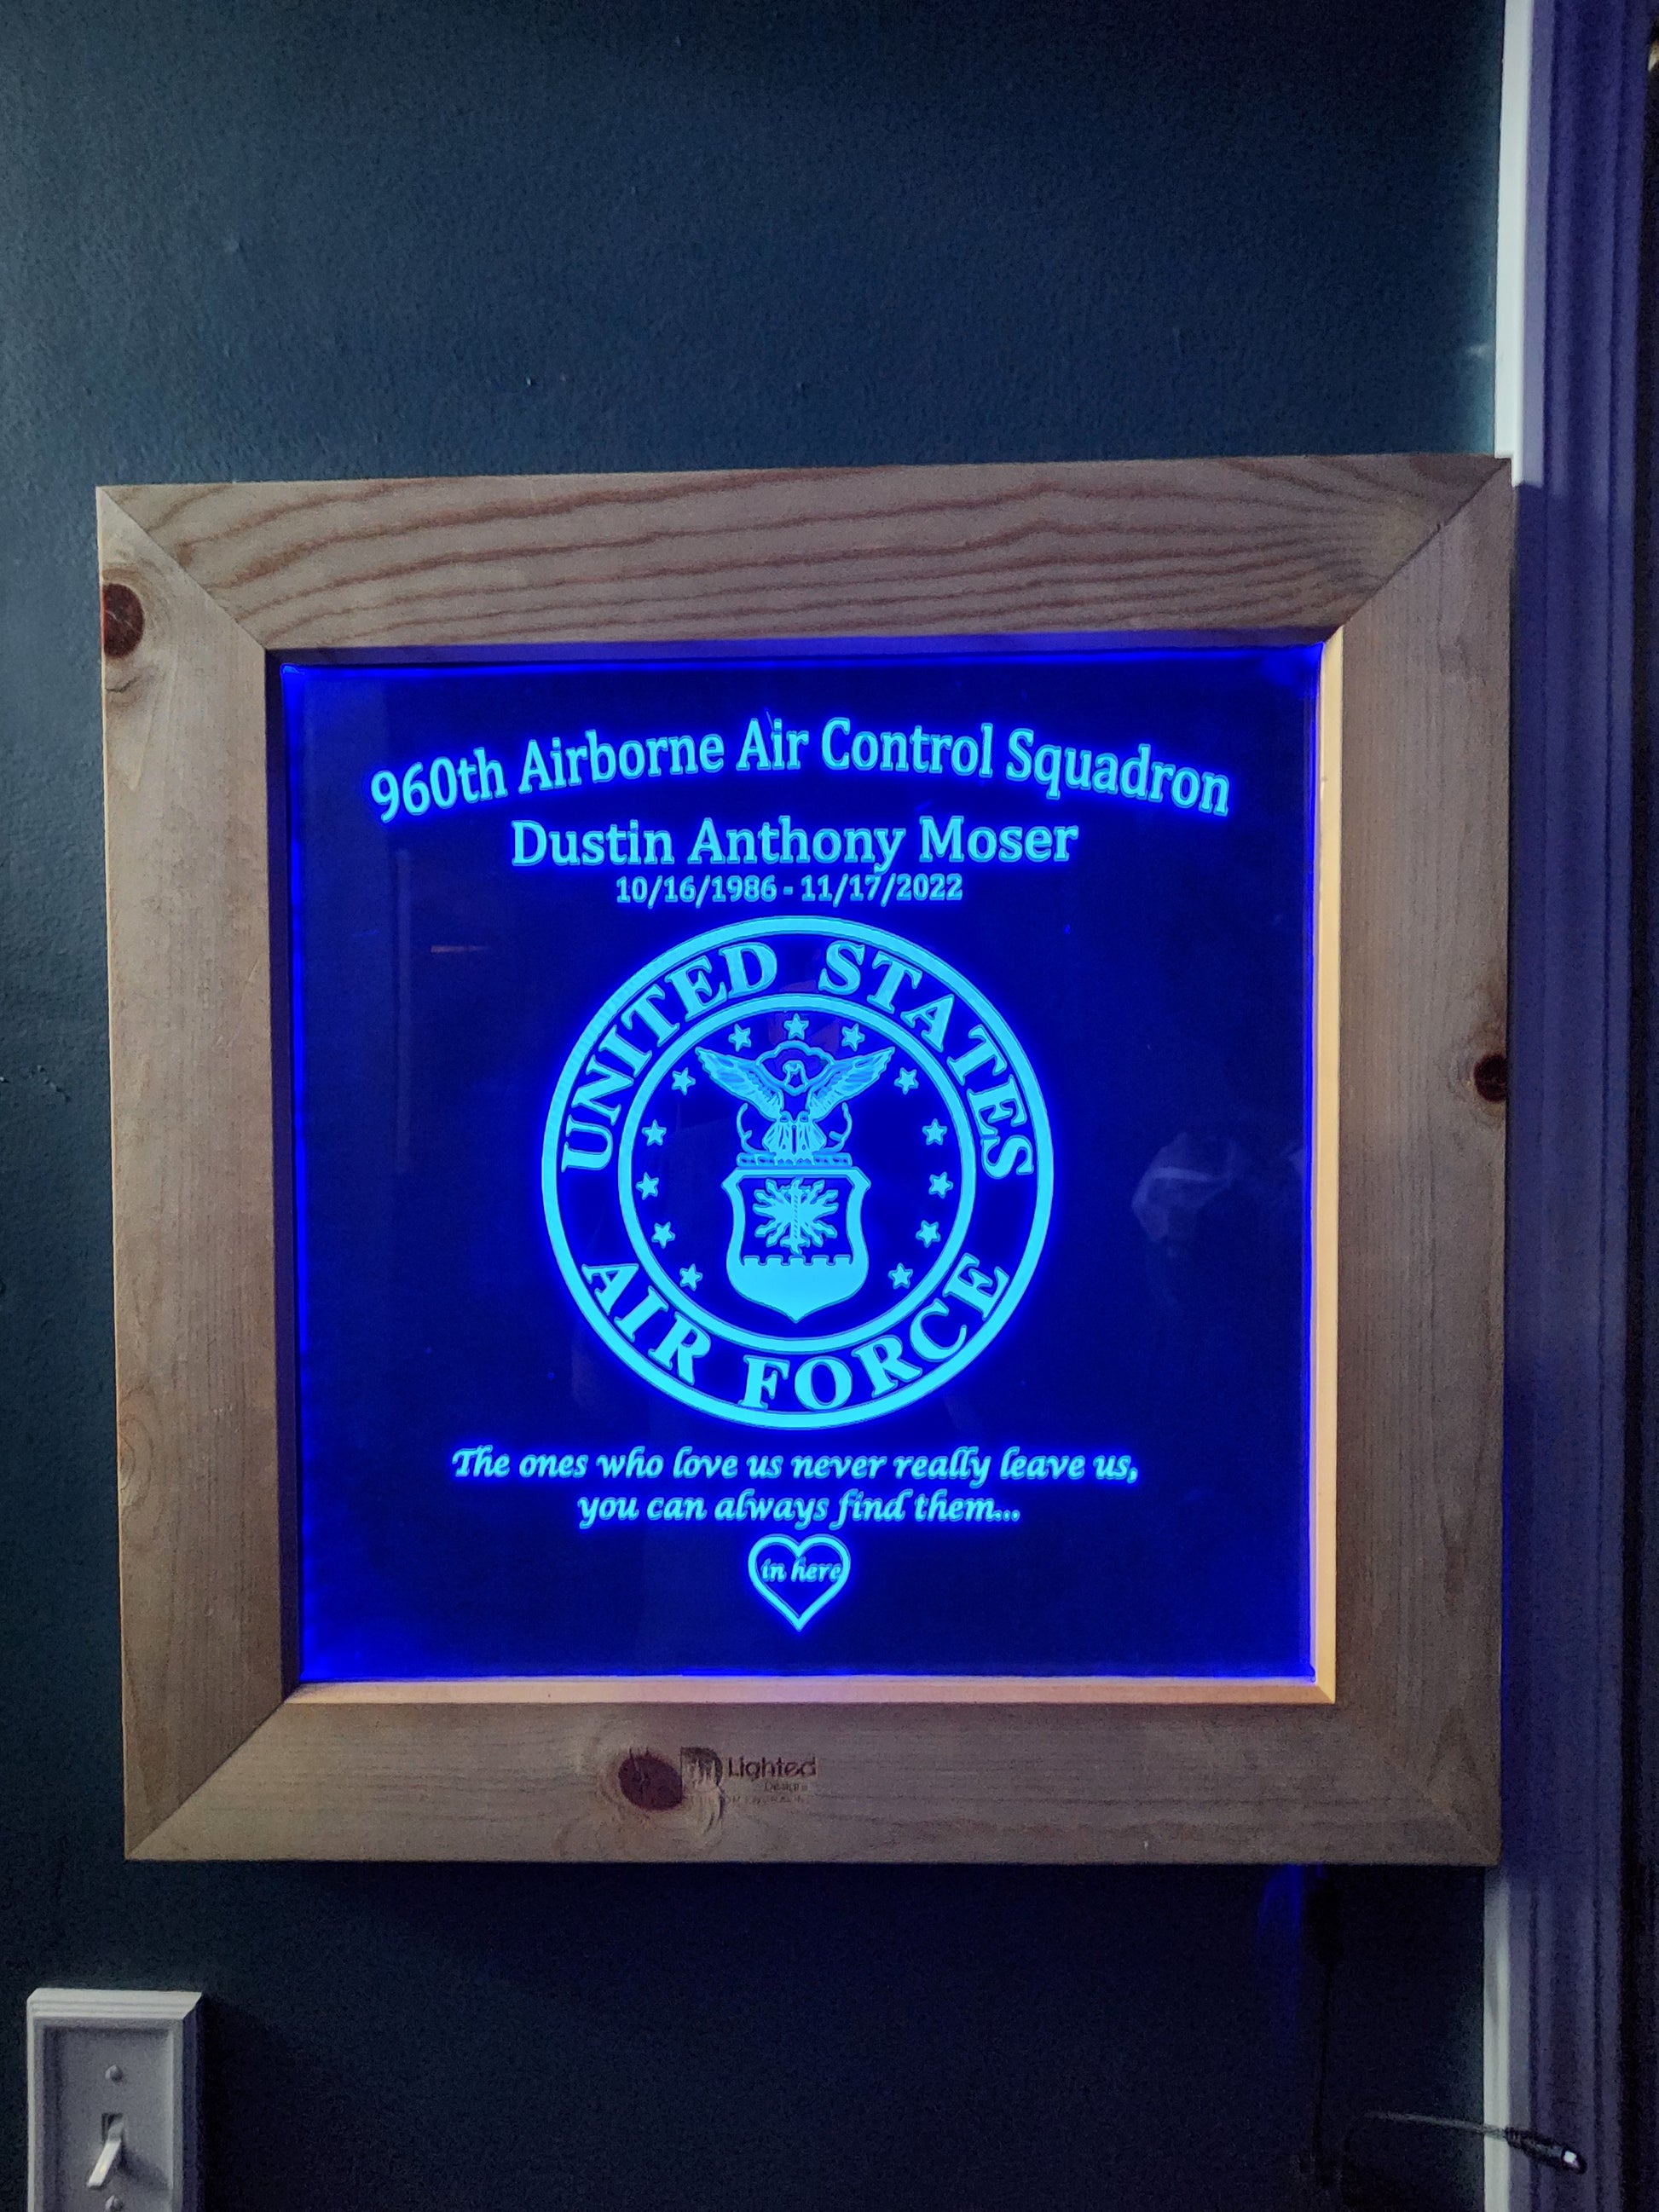 960th Airborne Air Control Squadron
Dustin Anthony Moser
10/16/1986 - 11/17/2022
UNITED STATES
AIR FORCE
The ones who love us never really leave us,
you can always find them...
in here
Lighted
Designs